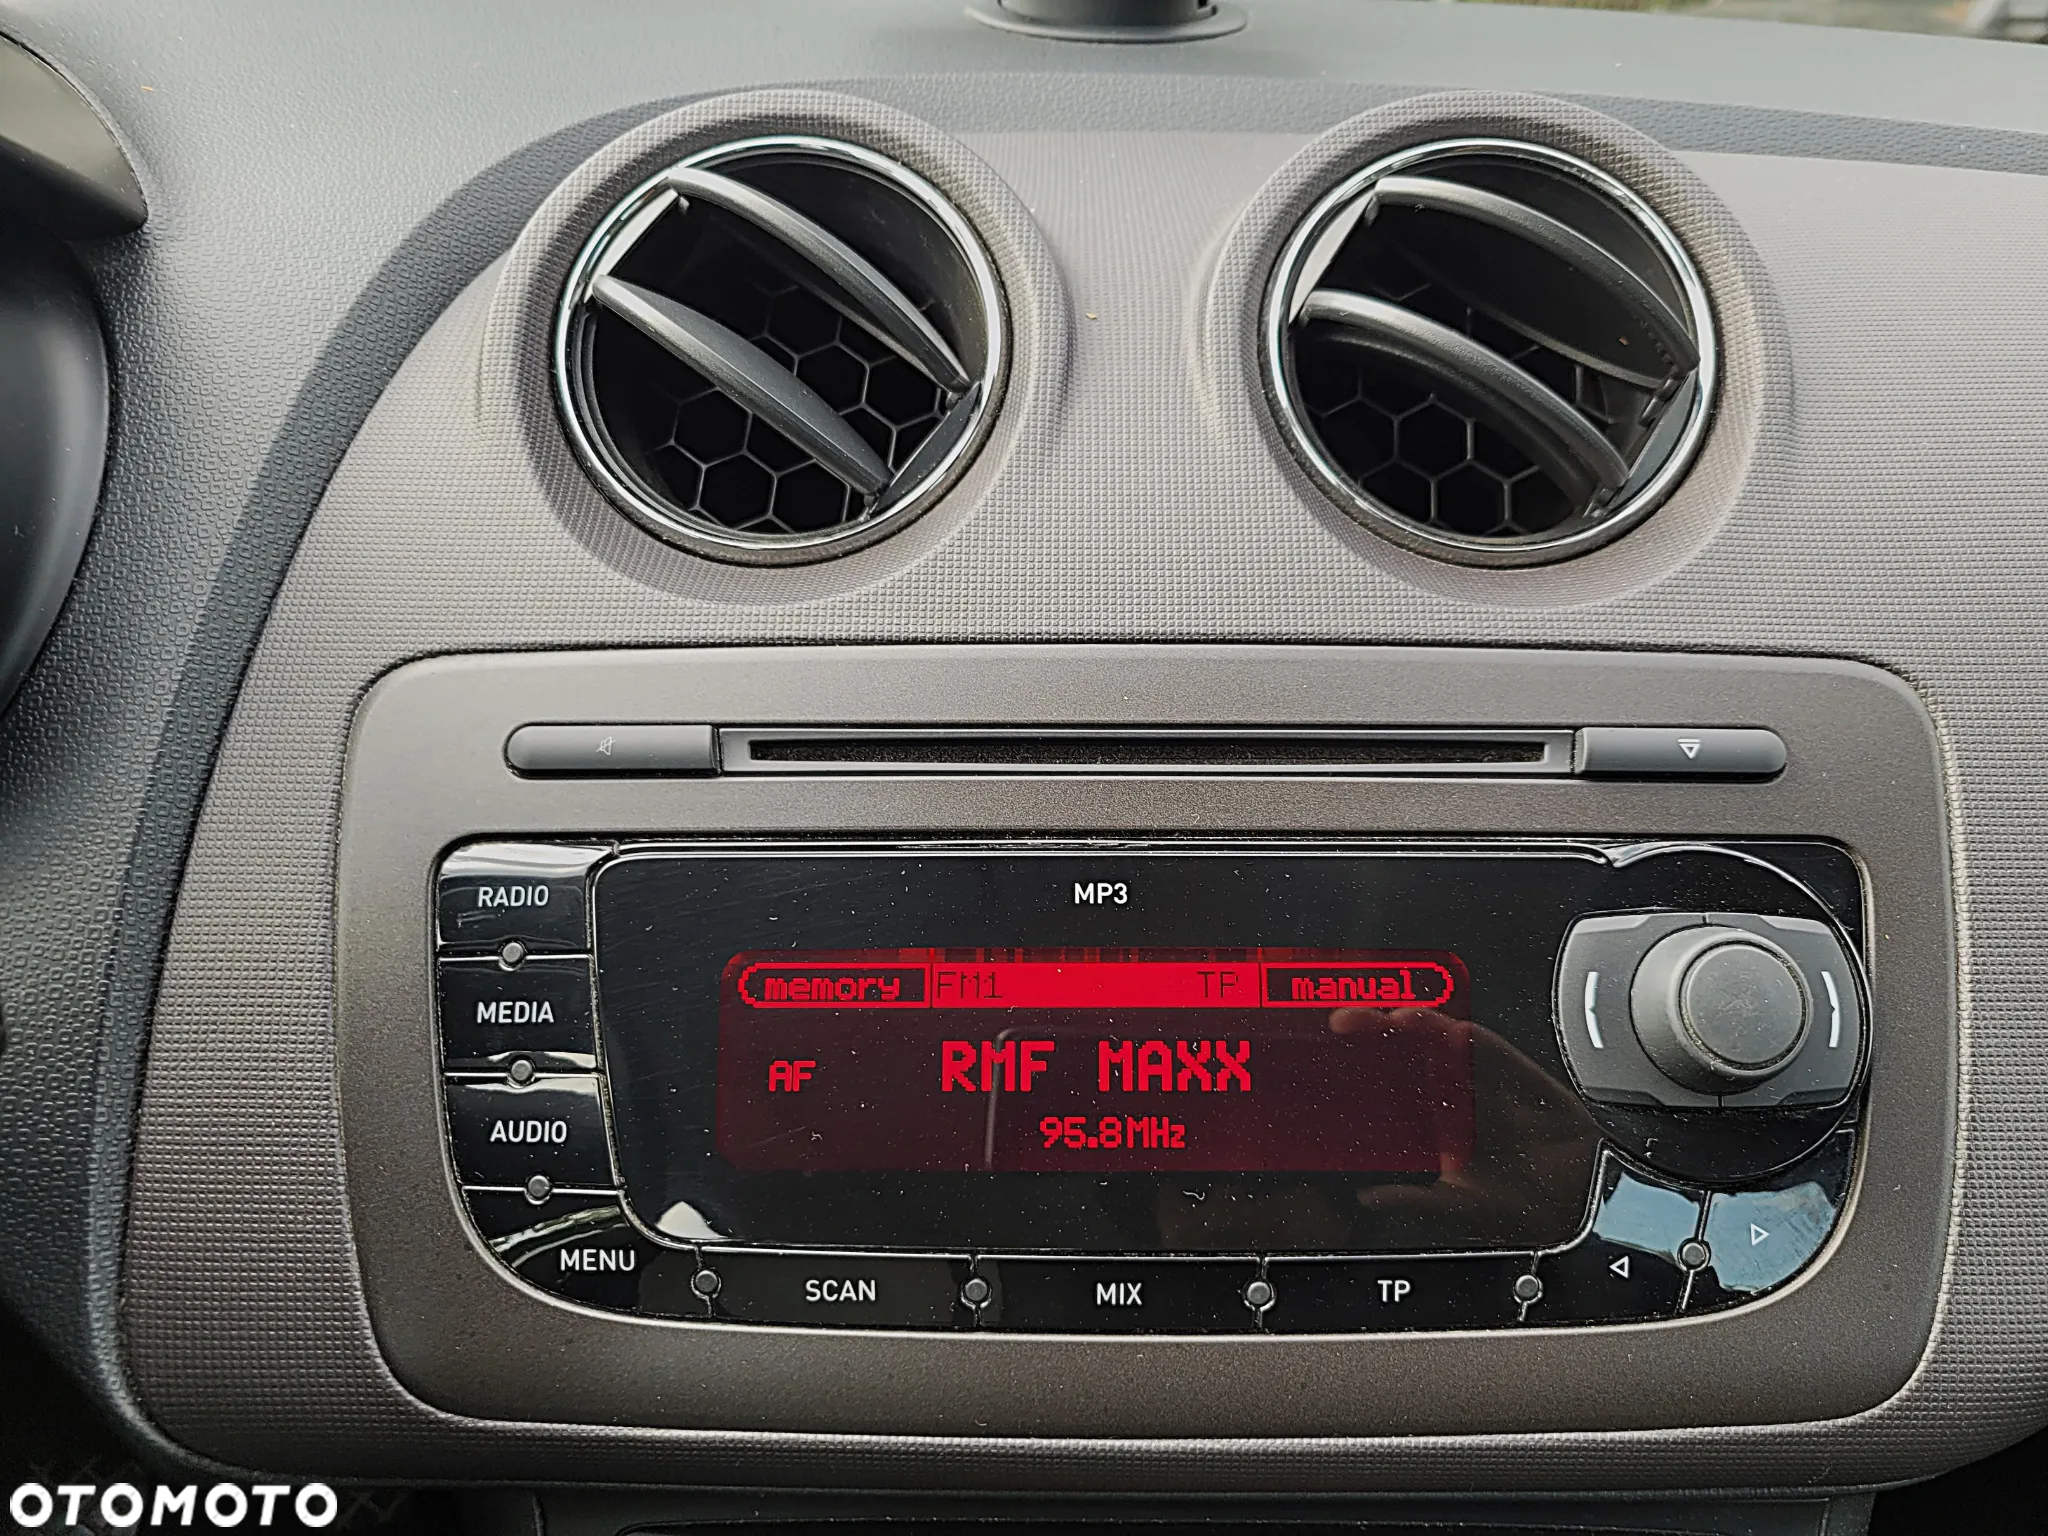 RADIO
MP3
memory FM1 TP manual
MEDIA
AF RMF MAXX
95.8MHz
AUDIO
MENU SCAN MIX TP
OTOMOTO